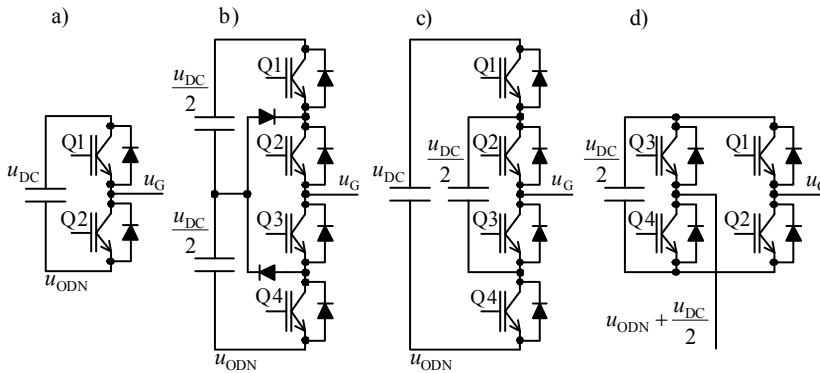 a)
b)
c)
d)
Q1
Q2
u_DC
u_G
u_ODN
u_DC/2
u_DC/2
Q1
Q2
Q3
Q4
u_G
u_ODN
u_DC
u_DC/2
Q1
Q2
Q3
Q4
u_G
u_ODN
u_DC/2
Q3
Q4
Q1
Q2
u_ODN + u_DC/2